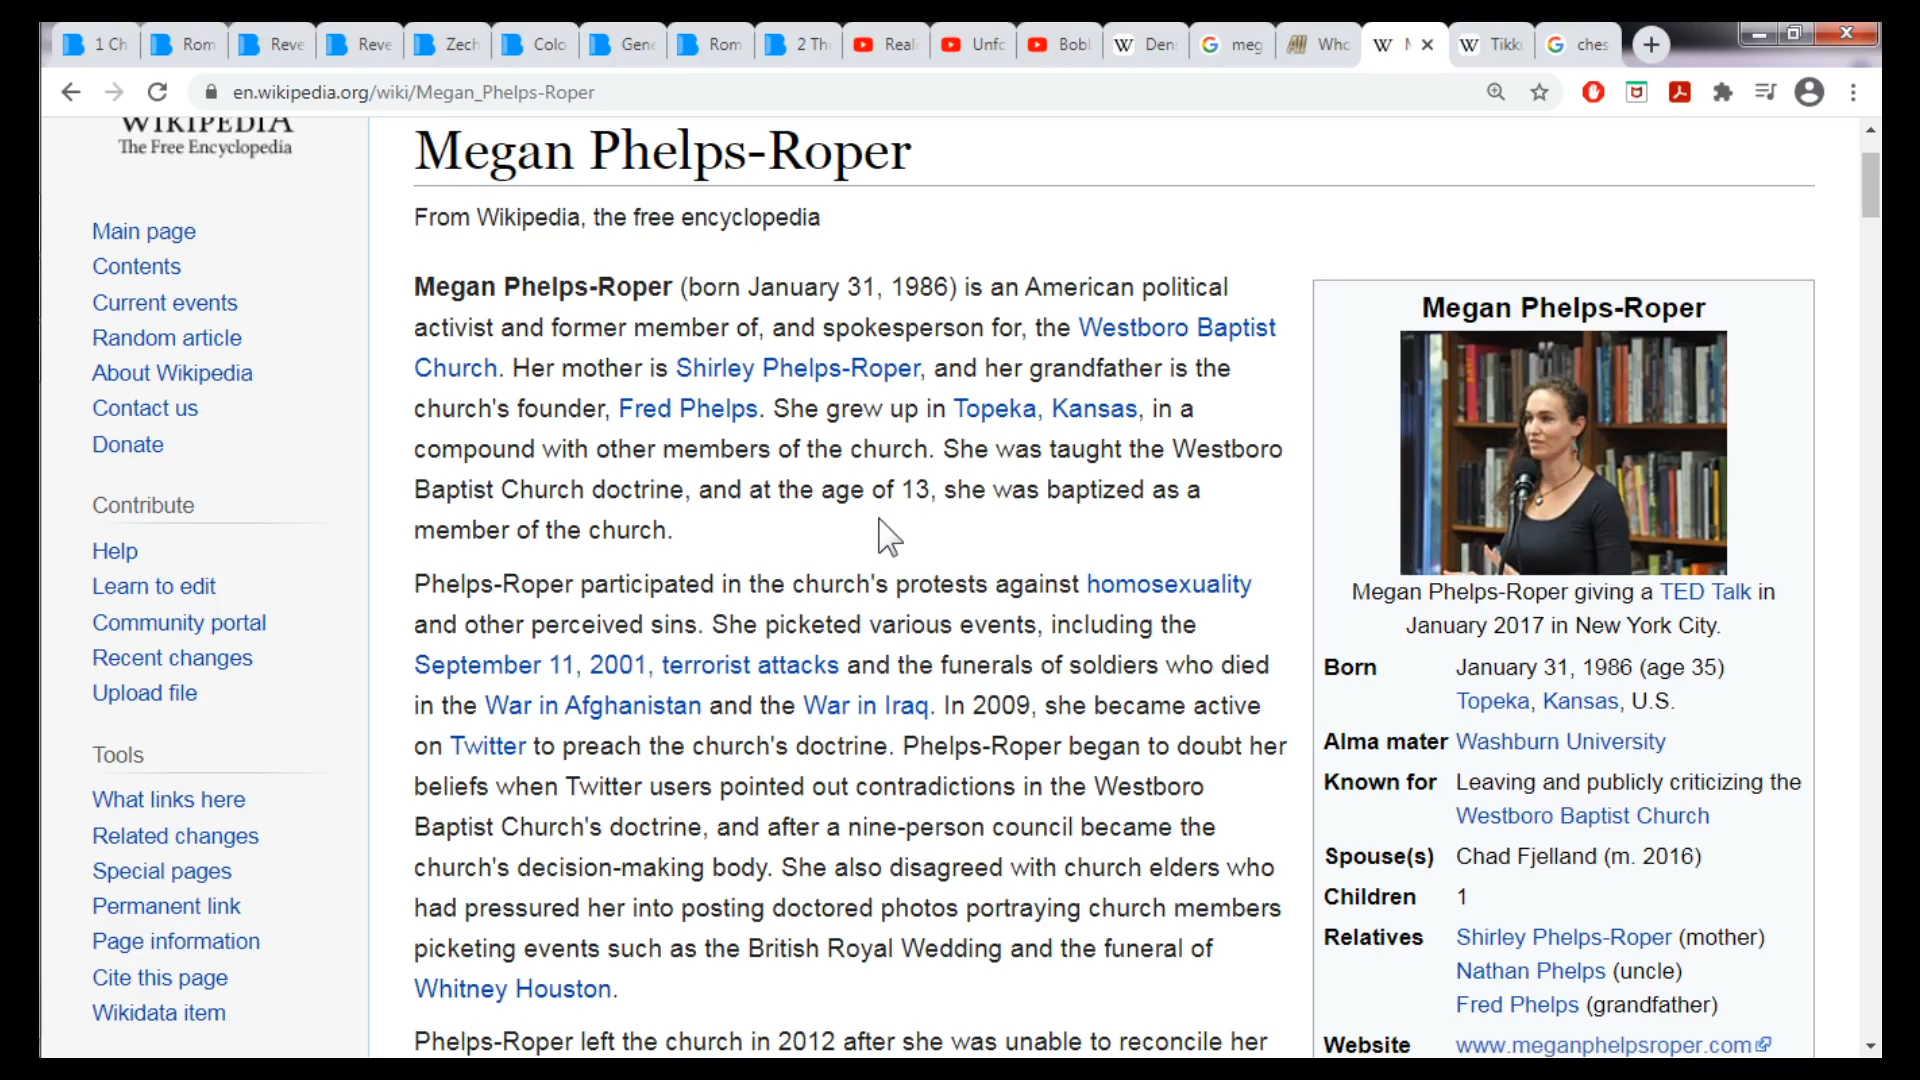 1 Ch
Rom
Reve
Reve
Zech
Colo
Gene
Rom
2 Th
Reali
Unfo
Bobl
Den
meg
Who
Tikk
ches
en.wikipedia.org/wiki/Megan_Phelps-Roper
WIKIPEDIA
The Free Encyclopedia
Main page
Contents
Current events
Random article
About Wikipedia
Contact us
Donate
Contribute
Help
Learn to edit
Community portal
Recent changes
Upload file
Tools
What links here
Related changes
Special pages
Permanent link
Page information
Cite this page
Wikidata item
Megan Phelps-Roper
From Wikipedia, the free encyclopedia
Megan Phelps-Roper (born January 31, 1986) is an American political
activist and former member of, and spokesperson for, the Westboro Baptist
Church. Her mother is Shirley Phelps-Roper, and her grandfather is the
church's founder, Fred Phelps. She grew up in Topeka, Kansas, in a
compound with other members of the church. She was taught the Westboro
Baptist Church doctrine, and at the age of 13, she was baptized as a
member of the church.
Phelps-Roper participated in the church's protests against homosexuality
and other perceived sins. She picketed various events, including the
September 11, 2001, terrorist attacks and the funerals of soldiers who died
in the War in Afghanistan and the War in Iraq. In 2009, she became active
on Twitter to preach the church's doctrine. Phelps-Roper began to doubt her
beliefs when Twitter users pointed out contradictions in the Westboro
Baptist Church's doctrine, and after a nine-person council became the
church's decision-making body. She also disagreed with church elders who
had pressured her into posting doctored photos portraying church members
picketing events such as the British Royal Wedding and the funeral of
Whitney Houston.
Phelps-Roper left the church in 2012 after she was unable to reconcile her
Megan Phelps-Roper
Megan Phelps-Roper giving a TED Talk in
January 2017 in New York City.
Born January 31, 1986 (age 35)
Topeka, Kansas, U.S.
Alma mater Washburn University
Known for Leaving and publicly criticizing the
Westboro Baptist Church
Spouse(s) Chad Fjelland (m. 2016)
Children 1
Relatives Shirley Phelps-Roper (mother)
Nathan Phelps (uncle)
Fred Phelps (grandfather)
Website www.meganphelpsroper.com